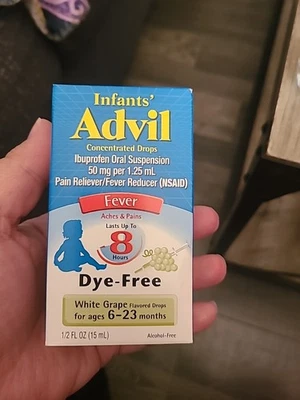 Infants'
Advil
Concentrated Drops
Ibuprofen Oral Suspension
50 mg per 1.25 mL
Pain Reliever/Fever Reducer (NSAID)
Fever
Aches & Pains
Lasts Up To
8
Hours
Dye-Free
White Grape Flavored Drops
for ages 6-23 months
1/2 FL OZ (15 mL) Alcohol-Free